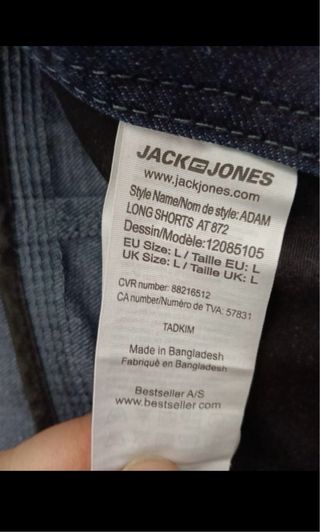 JACK & JONES
www.jackjones.com
Style Name/Nom de style: ADAM
LONG SHORTS AT 872
Dessin/Modèle:12085105
EU Size: L / Taille EU: L
UK Size: L / Taille UK: L
CVR number: 88216512
CA number/Numéro de TVA: 57831
TADKIM
Made in Bangladesh
Fabriqué en Bangladesh
Bestseller A/S
www.bestseller.com